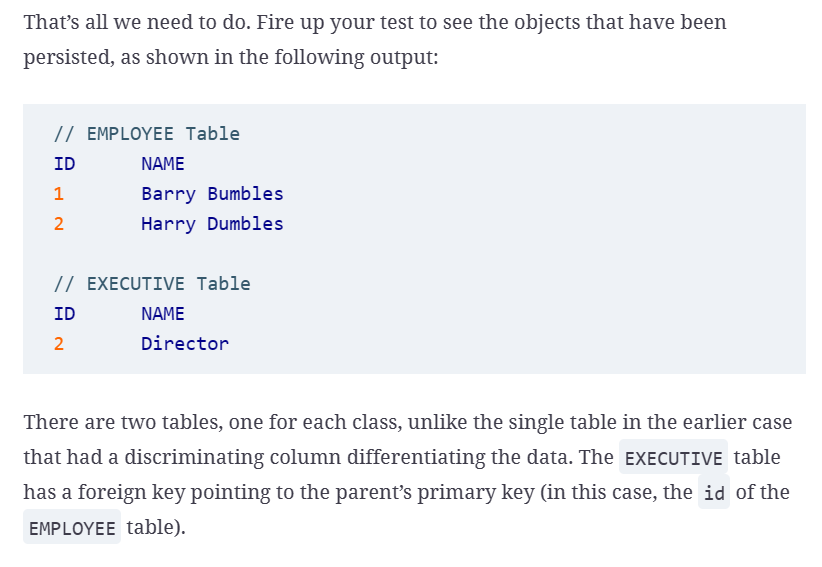 That’s all we need to do. Fire up your test to see the objects that have been
persisted, as shown in the following output:
// EMPLOYEE Table
ID NAME
1 Barry Bumbles
2 Harry Dumbles
// EXECUTIVE Table
ID NAME
2 Director
There are two tables, one for each class, unlike the single table in the earlier case
that had a discriminating column differentiating the data. The EXECUTIVE table
has a foreign key pointing to the parent’s primary key (in this case, the id of the
EMPLOYEE table).